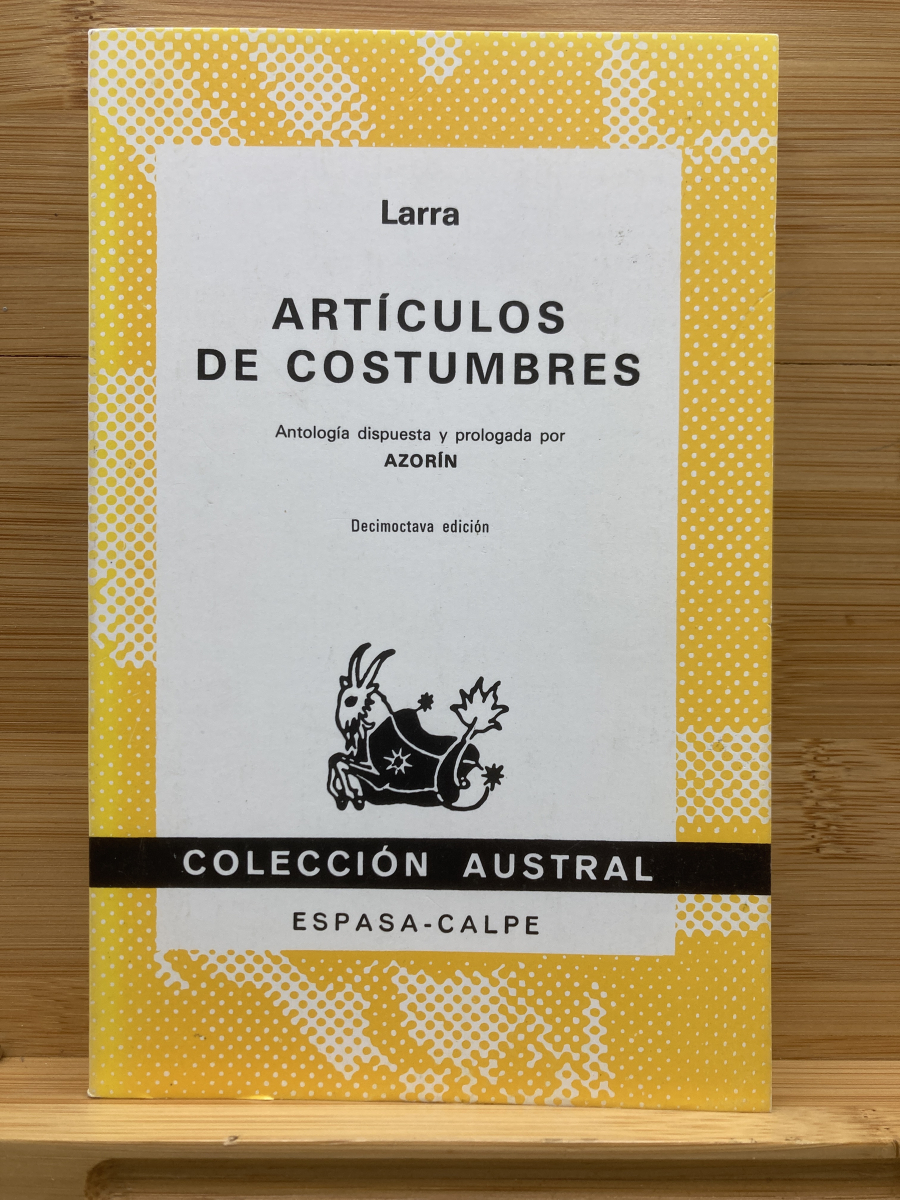 Larra
ARTÍCULOS
DE COSTUMBRES
Antología dispuesta y prologada por
AZORÍN
Decimoctava edición
COLECCIÓN AUSTRAL
ESPASA-CALPE